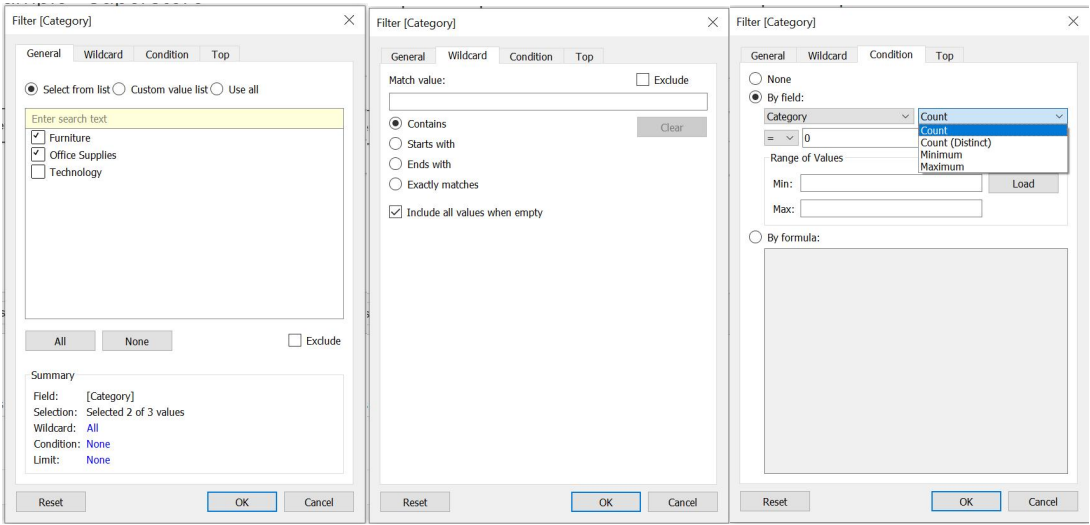 Filter [Category]
General Wildcard Condition Top
Select from list Custom value list Use all
Enter search text
Furniture
Office Supplies
Technology
All None Exclude
Summary
Field: [Category]
Selection: Selected 2 of 3 values
Wildcard: All
Condition: None
Limit: None
Reset OK Cancel
Filter [Category]
General Wildcard Condition Top
Match value: Exclude
Contains Clear
Starts with
Ends with
Exactly matches
Include all values when empty
Reset OK Cancel
Filter [Category]
General Wildcard Condition Top
None
By field:
Category Count
= 0 Count
Count (Distinct)
Minimum
Maximum
Range of Values
Min: Load
Max:
By formula:
Reset OK Cancel